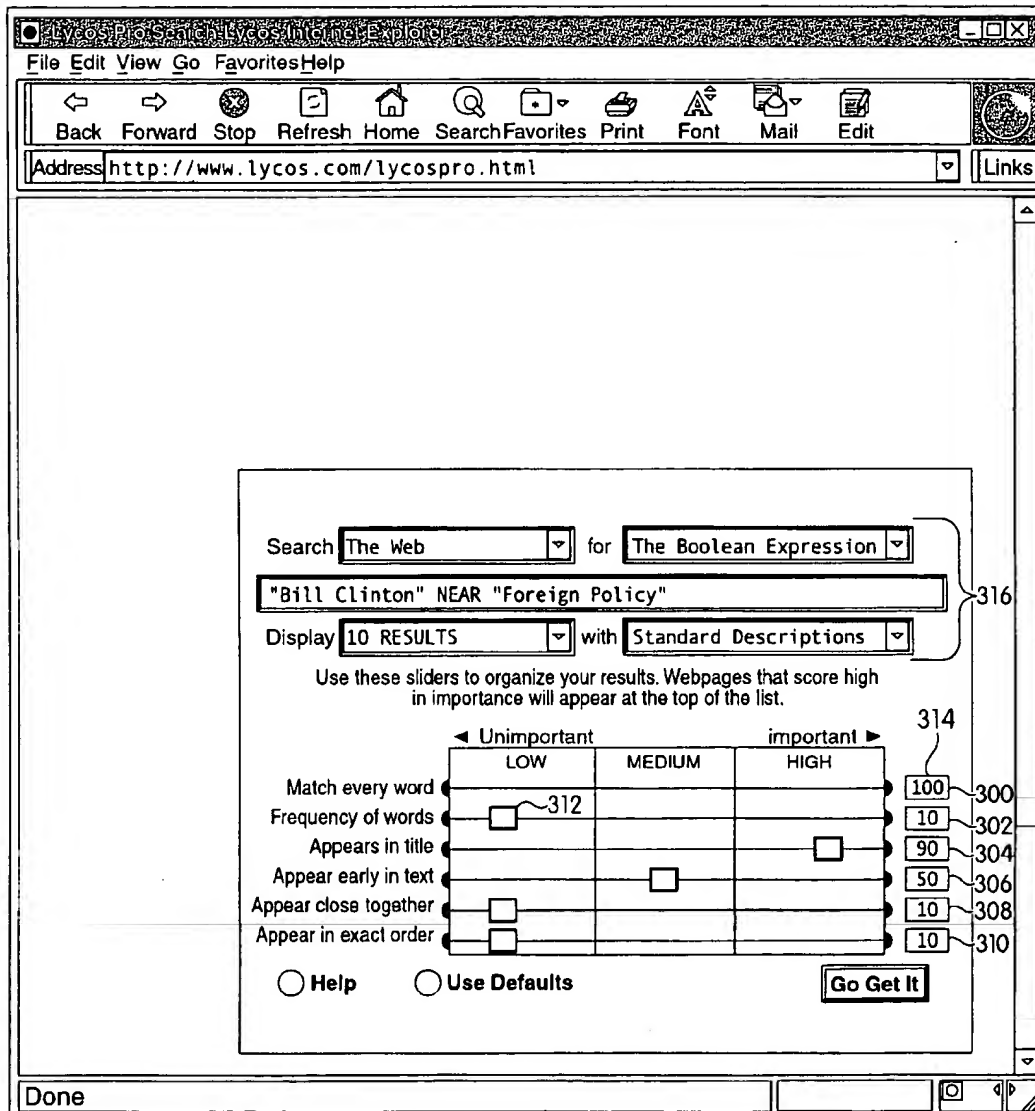 Lycos Pro Search-Lycos Internet Explorer
File Edit View Go Favorites Help
Back Forward Stop Refresh Home Search Favorites Print Font Mail Edit
Address http://www.lycos.com/lycospro.html Links
Search The Web for The Boolean Expression
"Bill Clinton" NEAR "Foreign Policy"
316
Display 10 RESULTS with Standard Descriptions
Use these sliders to organize your results. Webpages that score high
in importance will appear at the top of the list.
314
◄ Unimportant important ►
LOW MEDIUM HIGH
Match every word 100 300
Frequency of words 312 10 302
Appears in title 90 304
Appear early in text 50 306
Appear close together 10 308
Appear in exact order 10 310
Help Use Defaults Go Get It
Done